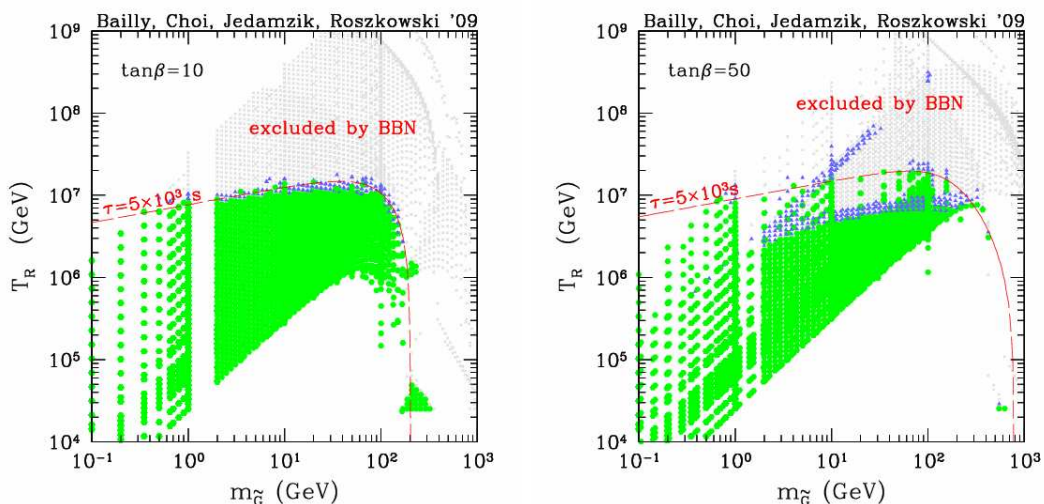 Bailly, Choi, Jedamzik, Roszkowski '09
tanβ=10
excluded by BBN
τ=5×10³ s
10⁹
10⁸
10⁷
10⁶
10⁵
10⁴
T_R (GeV)
10⁻¹ 10⁰ 10¹ 10² 10³
m_G̃ (GeV)
Bailly, Choi, Jedamzik, Roszkowski '09
tanβ=50
excluded by BBN
τ=5×10³s
10⁹
10⁸
10⁷
10⁶
10⁵
10⁴
T_R (GeV)
10⁻¹ 10⁰ 10¹ 10² 10³
m_G̃ (GeV)